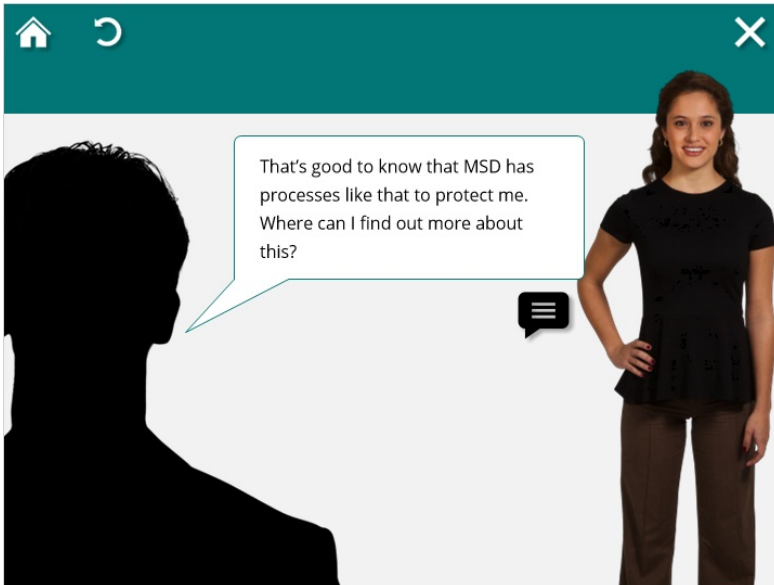 That’s good to know that MSD has
processes like that to protect me.
Where can I find out more about
this?